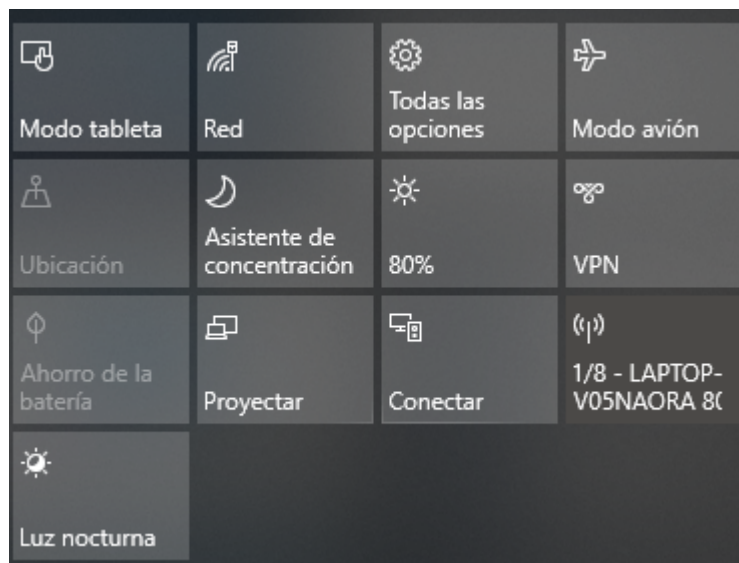 Modo tableta
Red
Todas las
opciones
Modo avión
Ubicación
Asistente de
concentración
80%
VPN
Ahorro de la
batería
Proyectar
Conectar
1/8 - LAPTOP-
V05NAORA 8(
Luz nocturna